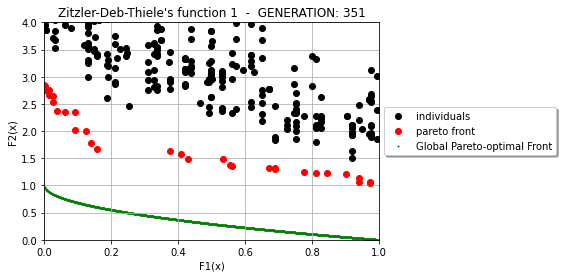 Zitzler-Deb-Thiele's function 1 - GENERATION: 351
4.0
3.5
3.0
2.5
2.0
1.5
1.0
0.5
0.0
F2(x)
0.0 0.2 0.4 0.6 0.8 1.0
F1(x)
individuals
pareto front
Global Pareto-optimal Front